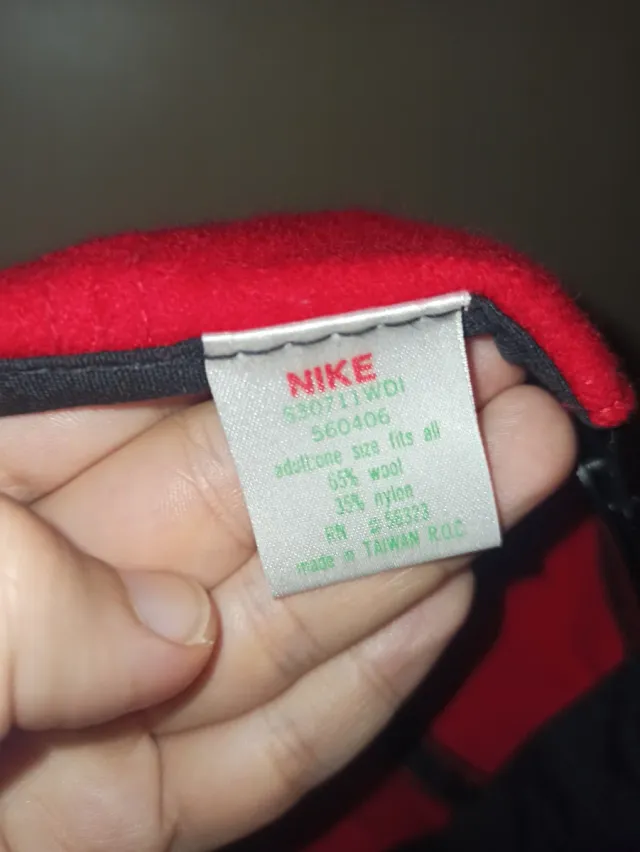 NIKE
530711WDI
560406
adult:one size fits all
65% wool
35% nylon
RN # 56323
made in TAIWAN R.O.C